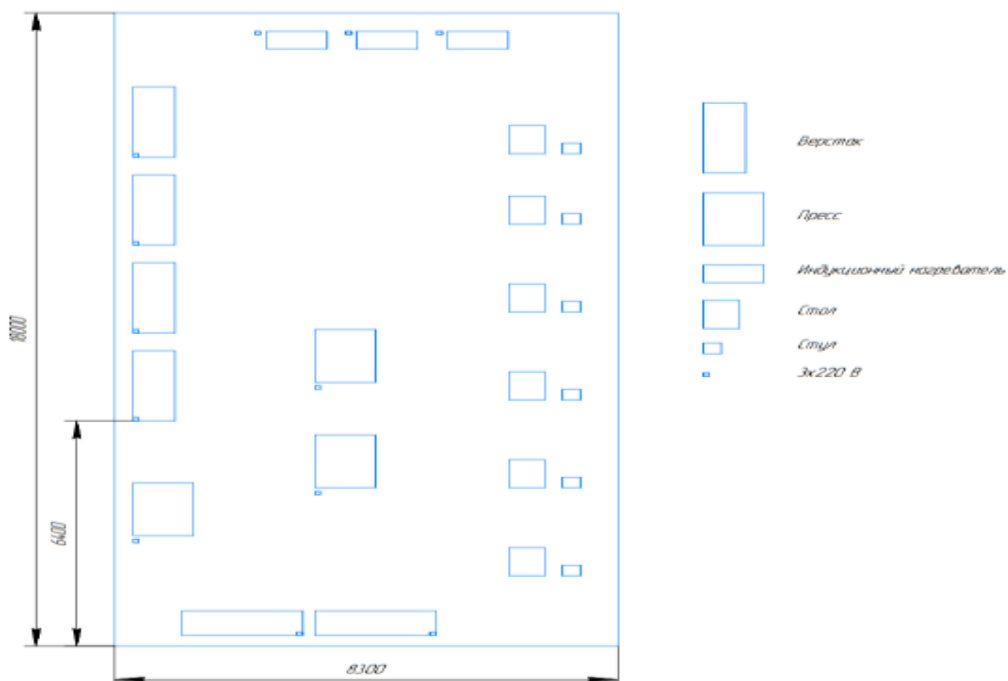 18000
6400
8300
Верстак
Пресс
Индукционный нагреватель
Стол
Стул
3х220 В